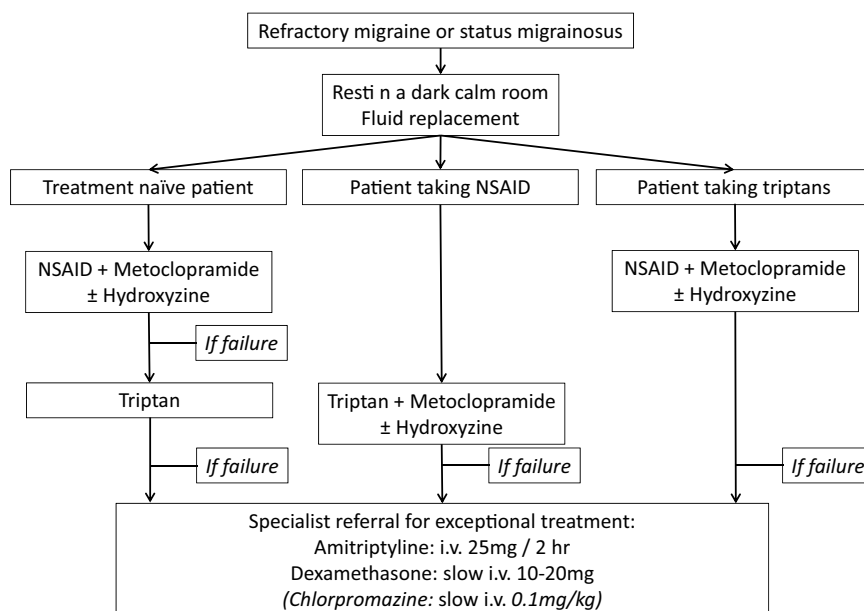 Refractory migraine or status migrainosus
Resti n a dark calm room
Fluid replacement
Treatment naïve patient
Patient taking NSAID
Patient taking triptans
NSAID + Metoclopramide
± Hydroxyzine
NSAID + Metoclopramide
± Hydroxyzine
If failure
Triptan
Triptan + Metoclopramide
± Hydroxyzine
If failure
If failure
If failure
Specialist referral for exceptional treatment:
Amitriptyline: i.v. 25mg / 2 hr
Dexamethasone: slow i.v. 10-20mg
(Chlorpromazine: slow i.v. 0.1mg/kg)